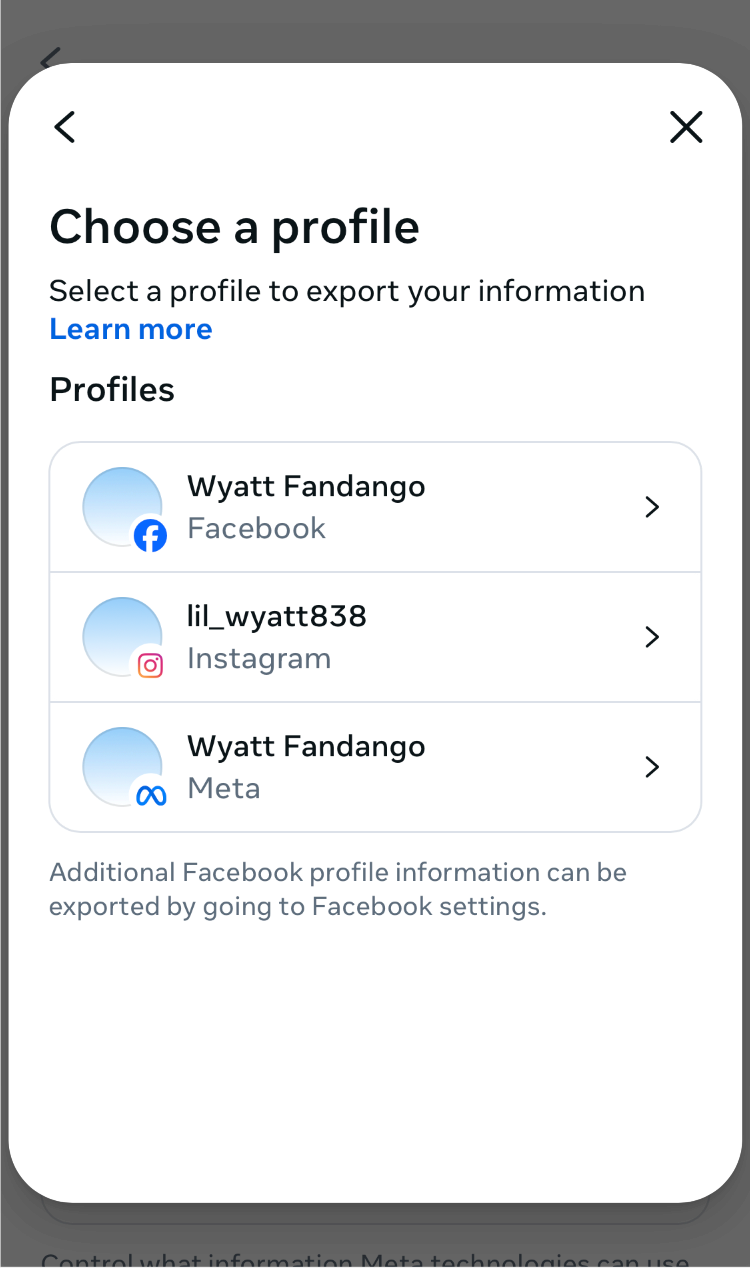 Choose a profile
Select a profile to export your information
Learn more
Profiles
Wyatt Fandango
Facebook
lil_wyatt838
Instagram
Wyatt Fandango
Meta
Additional Facebook profile information can be
exported by going to Facebook settings.
Control what information Meta technologies can use